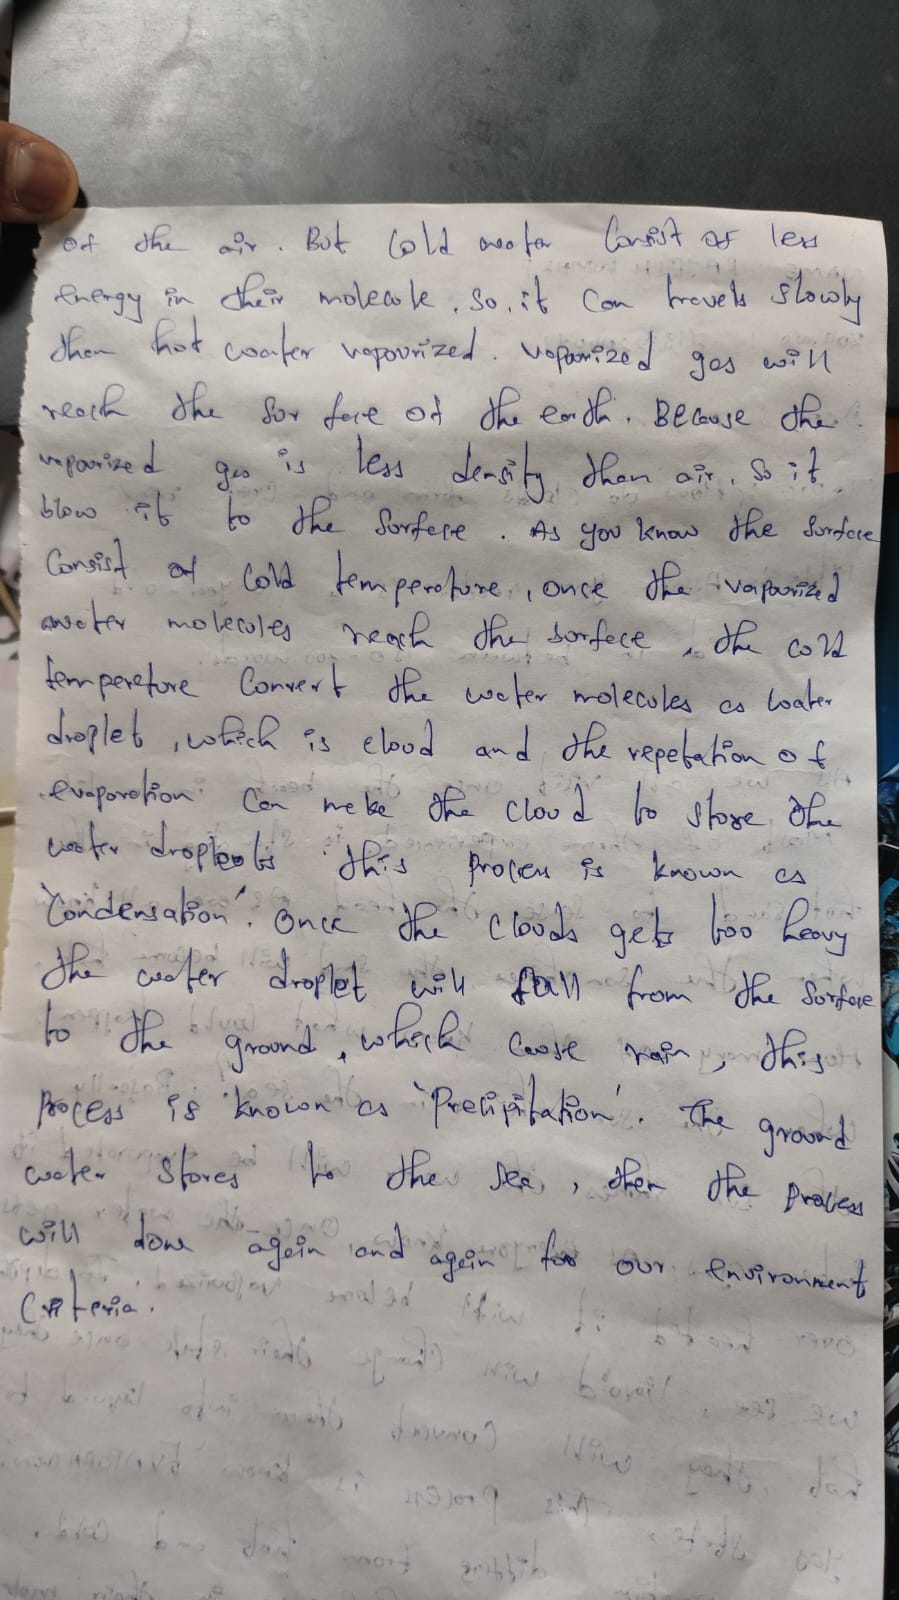 of the air. But Cold water Consist of less
energy in their molecule. So, it Can travels slowly
then hot water vapourized. vapourized gas will
reach the Surface of the earth. Because the
vapourized gas is less density than air. So it
blow it to the Surface. As you know the Surface
Consist of Cold temperature, once the vapourized
water molecules reach the Surface, the cold
temperature Convert the water molecules as water
droplet, which is cloud and the repetation of
evaporation Can make the cloud to store the
water droplets this process is known as
'Condensation'. Once the clouds gets too heavy
the water droplet will fall from the Surface
to the ground, which cause rain, this
process is known as 'Precipitation'. The ground
water stores to the sea, then the process
will done again and again for our environment
Criteria.